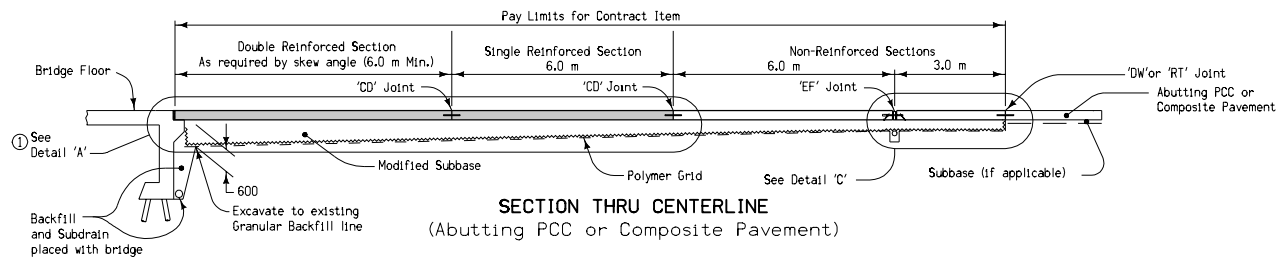 Pay Limits for Contract Item
Double Reinforced Section
As required by skew angle (6.0 m Min.)
Single Reinforced Section
6.0 m
Non-Reinforced Sections
6.0 m
3.0 m
Bridge Floor
'CD' Joint
'CD' Joint
'EF' Joint
'DW'or 'RT' Joint
Abutting PCC or
Composite Pavement
1 See
Detail 'A'
Modified Subbase
Polymer Grid
See Detail 'C'
Subbase (if applicable)
600
Excavate to existing
Granular Backfill line
Backfill
and Subdrain
placed with bridge
SECTION THRU CENTERLINE
(Abutting PCC or Composite Pavement)